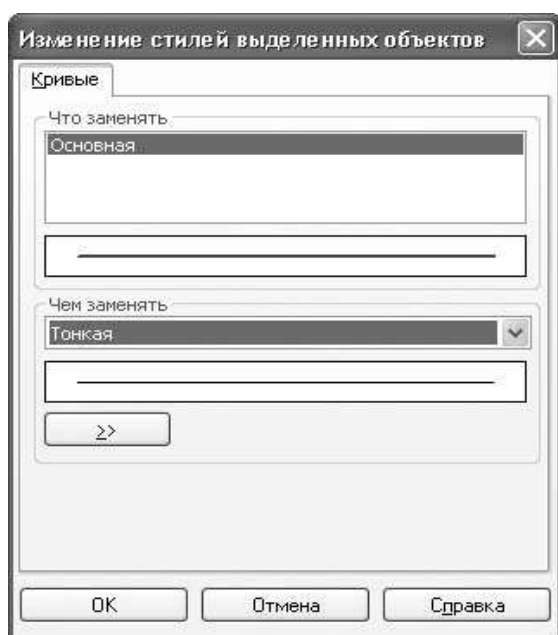 Изменение стилей выделенных объектов
Кривые
Что заменять
Основная
Чем заменять
Тонкая
>>
OK
Отмена
Справка